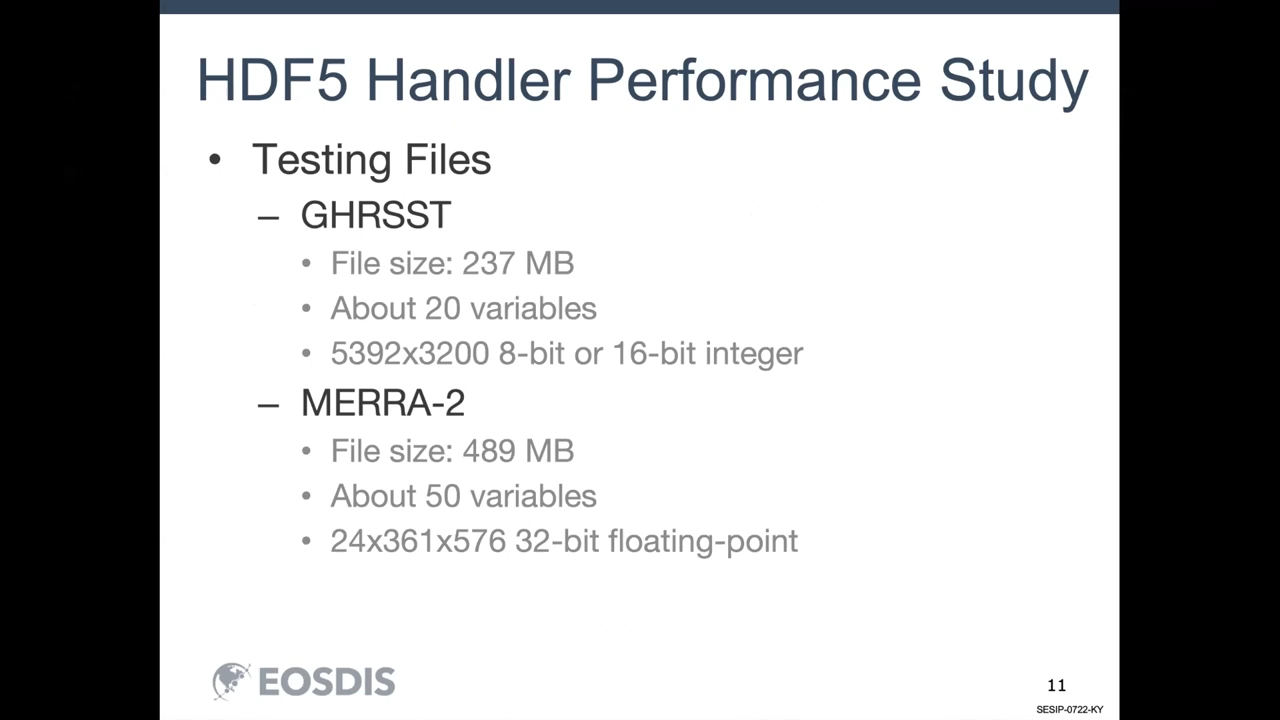 HDF5 Handler Performance Study
• Testing Files
– GHRSST
• File size: 237 MB
• About 20 variables
• 5392x3200 8-bit or 16-bit integer
– MERRA-2
• File size: 489 MB
• About 50 variables
• 24x361x576 32-bit floating-point
EOSDIS
11
SESIP-0722-KY